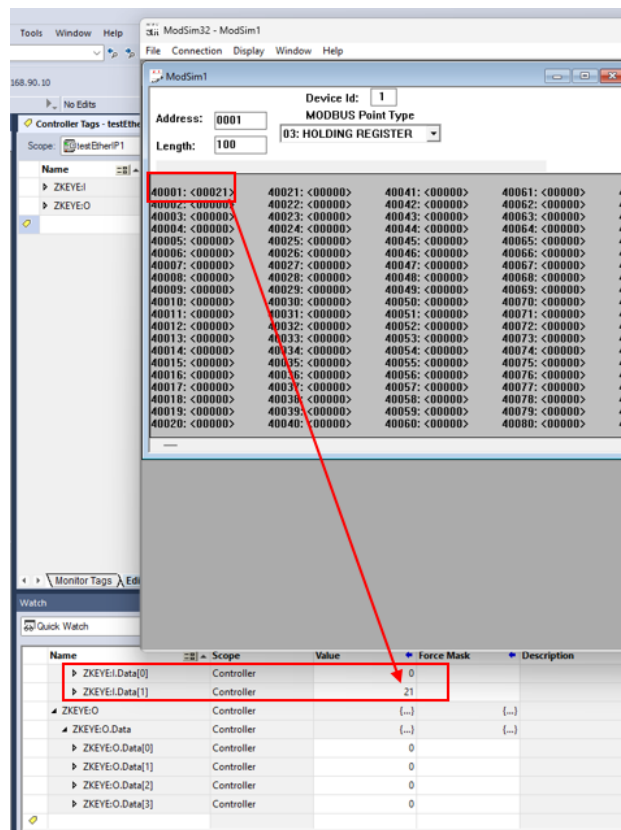 Tools Window Help
168.90.10
No Edits
Controller Tags - testEthe
Scope: testEtherIP1
Name
ZKEYE:I
ZKEYE:O
ModSim32 - ModSim1
File Connection Display Window Help
ModSim1
Device Id: 1
Address: 0001 MODBUS Point Type
Length: 100 03: HOLDING REGISTER
40001: <00021> 40021: <00000> 40041: <00000> 40061: <00000>
40002: <00000> 40022: <00000> 40042: <00000> 40062: <00000>
40003: <00000> 40023: <00000> 40043: <00000> 40063: <00000>
40004: <00000> 40024: <00000> 40044: <00000> 40064: <00000>
40005: <00000> 40025: <00000> 40045: <00000> 40065: <00000>
40006: <00000> 40026: <00000> 40046: <00000> 40066: <00000>
40007: <00000> 40027: <00000> 40047: <00000> 40067: <00000>
40008: <00000> 40028: <00000> 40048: <00000> 40068: <00000>
40009: <00000> 40029: <00000> 40049: <00000> 40069: <00000>
40010: <00000> 40030: <00000> 40050: <00000> 40070: <00000>
40011: <00000> 40031: <00000> 40051: <00000> 40071: <00000>
40012: <00000> 40032: <00000> 40052: <00000> 40072: <00000>
40013: <00000> 40033: <00000> 40053: <00000> 40073: <00000>
40014: <00000> 40034: <00000> 40054: <00000> 40074: <00000>
40015: <00000> 40035: <00000> 40055: <00000> 40075: <00000>
40016: <00000> 40036: <00000> 40056: <00000> 40076: <00000>
40017: <00000> 40037: <00000> 40057: <00000> 40077: <00000>
40018: <00000> 40038: <00000> 40058: <00000> 40078: <00000>
40019: <00000> 40039: <00000> 40059: <00000> 40079: <00000>
40020: <00000> 40040: <00000> 40060: <00000> 40080: <00000>
Monitor Tags Edi
Watch
Quick Watch
Name Scope Value Force Mask Description
ZKEYE:I.Data[0] Controller 0
ZKEYE:I.Data[1] Controller 21
ZKEYE:O Controller {...} {...}
ZKEYE:O.Data Controller {...} {...}
ZKEYE:O.Data[0] Controller 0
ZKEYE:O.Data[1] Controller 0
ZKEYE:O.Data[2] Controller 0
ZKEYE:O.Data[3] Controller 0